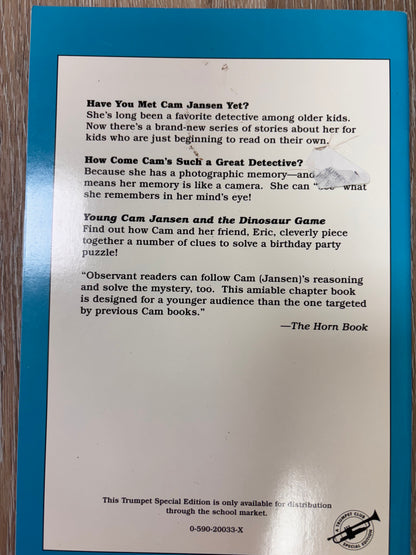 Have You Met Cam Jansen Yet?
She's long been a favorite detective among older kids.
Now there's a brand-new series of stories about her for
kids who are just beginning to read on their own.
How Come Cam's Such a Great Detective?
Because she has a photographic memory—and
means her memory is like a camera. She can what
she remembers in her mind's eye!
Young Cam Jansen and the Dinosaur Game
Find out how Cam and her friend, Eric, cleverly piece
together a number of clues to solve a birthday party
puzzle!
"Observant readers can follow Cam (Jansen)'s reasoning
and solve the mystery, too. This amiable chapter book
is designed for a younger audience than the one targeted
by previous Cam books."
—The Horn Book
This Trumpet Special Edition is only available for distribution
through the school market.
0-590-20033-X
A TRUMPET CLUB
SPECIAL EDITION